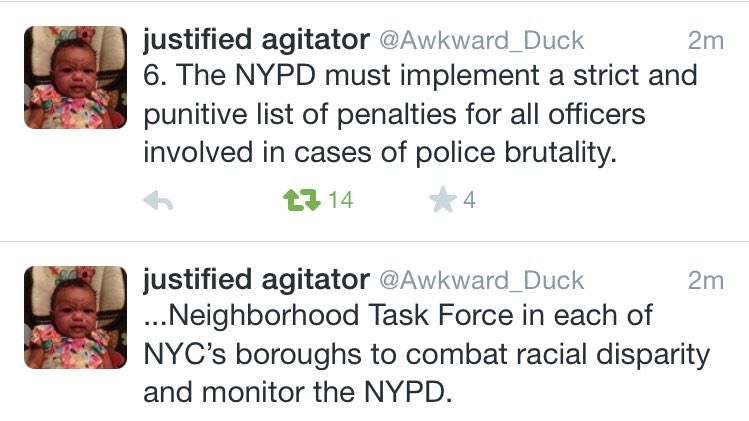 justified agitator @Awkward_Duck 2m
6. The NYPD must implement a strict and
punitive list of penalties for all officers
involved in cases of police brutality.
14 4
justified agitator @Awkward_Duck 2m
...Neighborhood Task Force in each of
NYC’s boroughs to combat racial disparity
and monitor the NYPD.